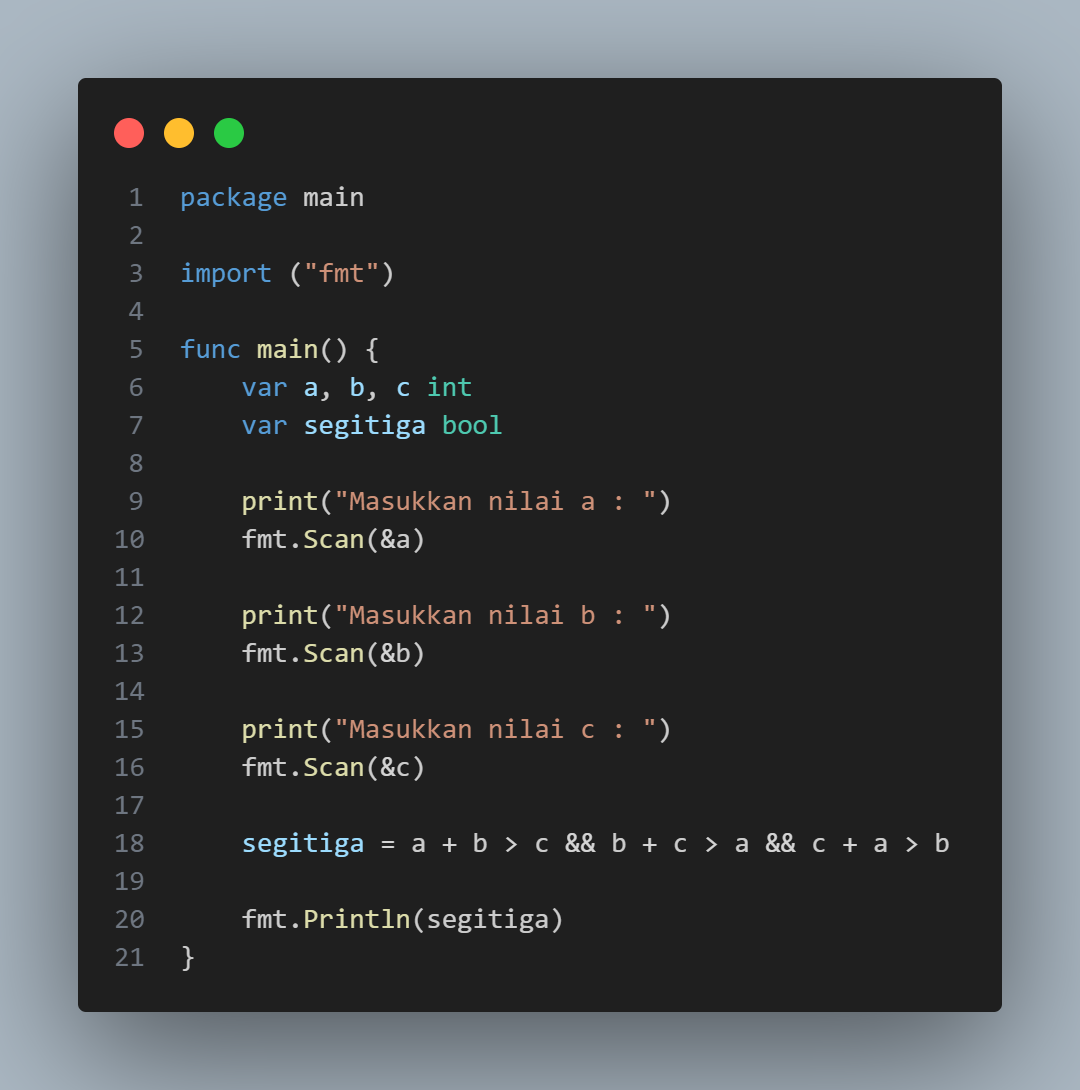 1 package main
2
3 import ("fmt")
4
5 func main() {
6     var a, b, c int
7     var segitiga bool
8
9     print("Masukkan nilai a : ")
10     fmt.Scan(&a)
11
12     print("Masukkan nilai b : ")
13     fmt.Scan(&b)
14
15     print("Masukkan nilai c : ")
16     fmt.Scan(&c)
17
18     segitiga = a + b > c && b + c > a && c + a > b
19
20     fmt.Println(segitiga)
21 }